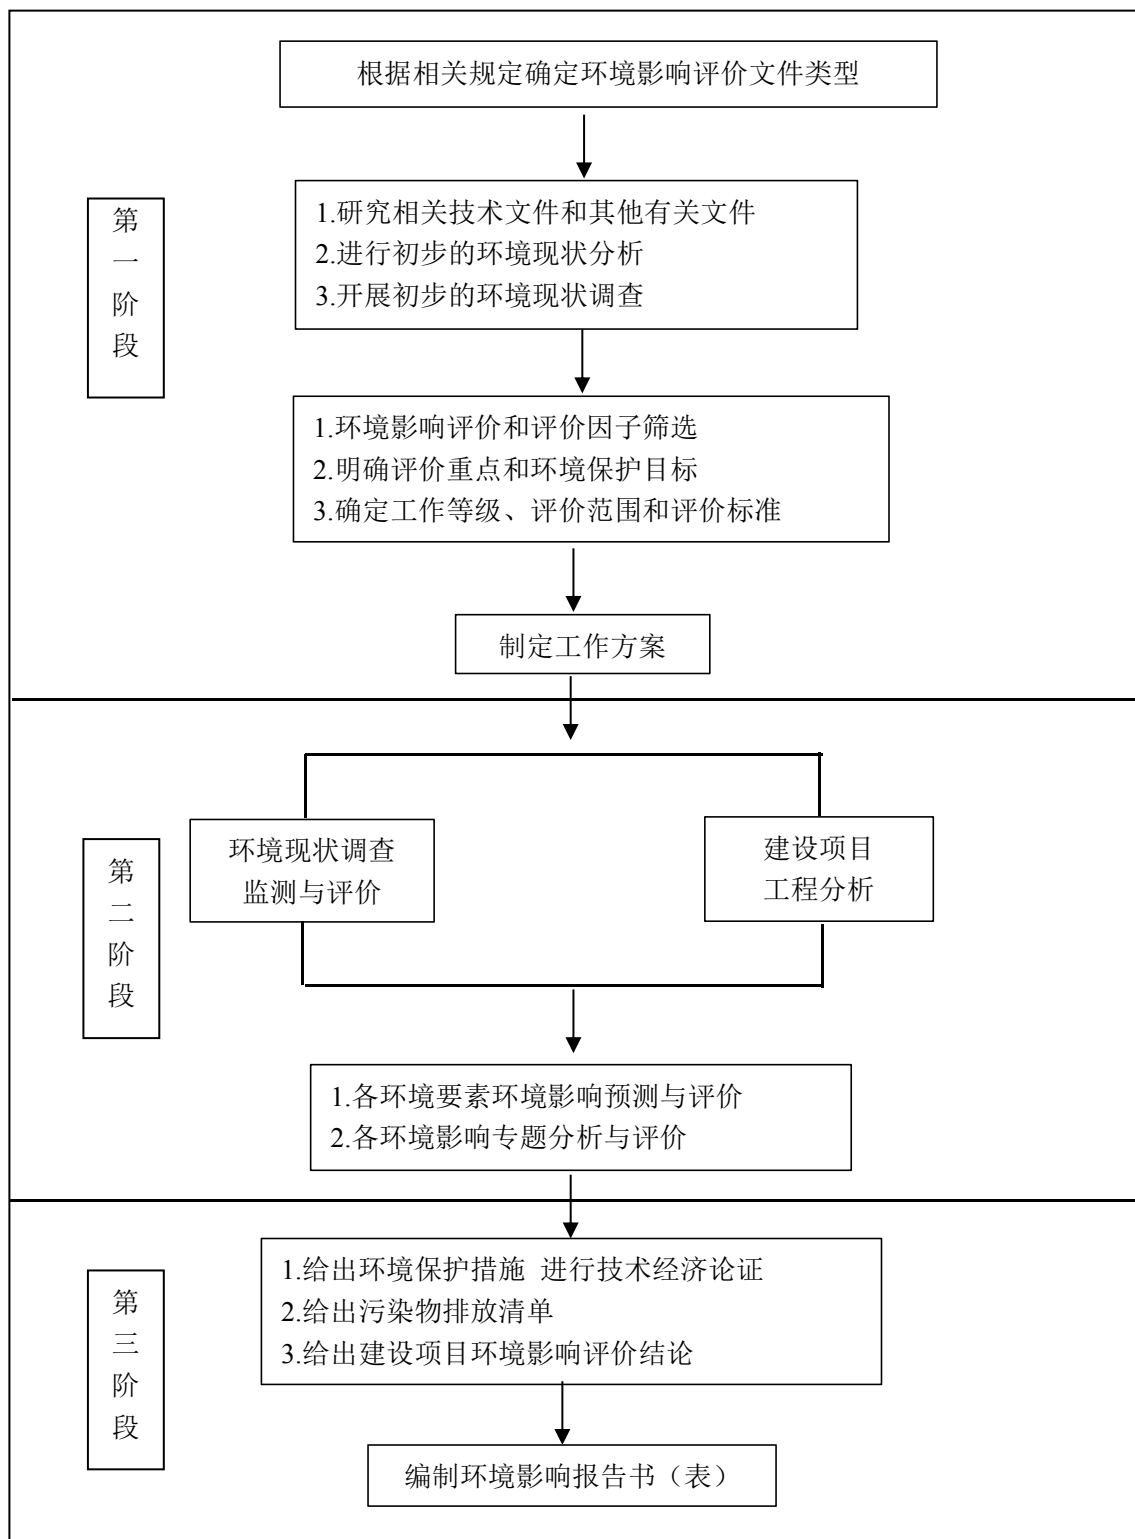 根据相关规定确定环境影响评价文件类型
第
一
阶
段
1.研究相关技术文件和其他有关文件
2.进行初步的环境现状分析
3.开展初步的环境现状调查
1.环境影响评价和评价因子筛选
2.明确评价重点和环境保护目标
3.确定工作等级、评价范围和评价标准
制定工作方案
第
二
阶
段
环境现状调查
监测与评价
建设项目
工程分析
1.各环境要素环境影响预测与评价
2.各环境影响专题分析与评价
第
三
阶
段
1.给出环境保护措施 进行技术经济论证
2.给出污染物排放清单
3.给出建设项目环境影响评价结论
编制环境影响报告书（表）